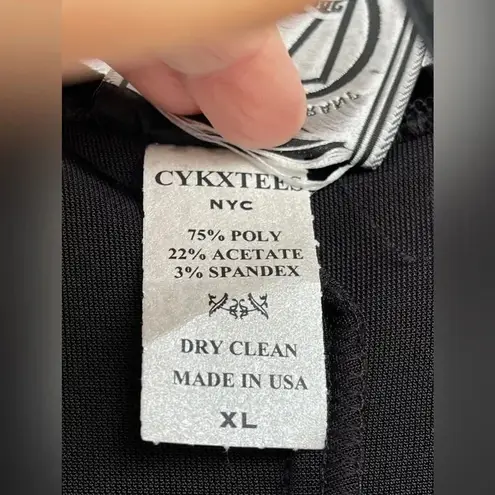 CYKXTEES
NYC
75% POLY
22% ACETATE
3% SPANDEX
DRY CLEAN
MADE IN USA
XL